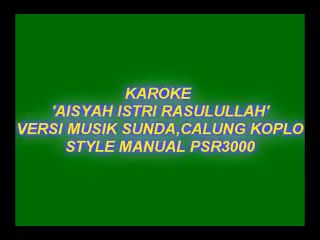 KAROKE
'AISYAH ISTRI RASULULLAH'
VERSI MUSIK SUNDA,CALUNG KOPLO
STYLE MANUAL PSR3000